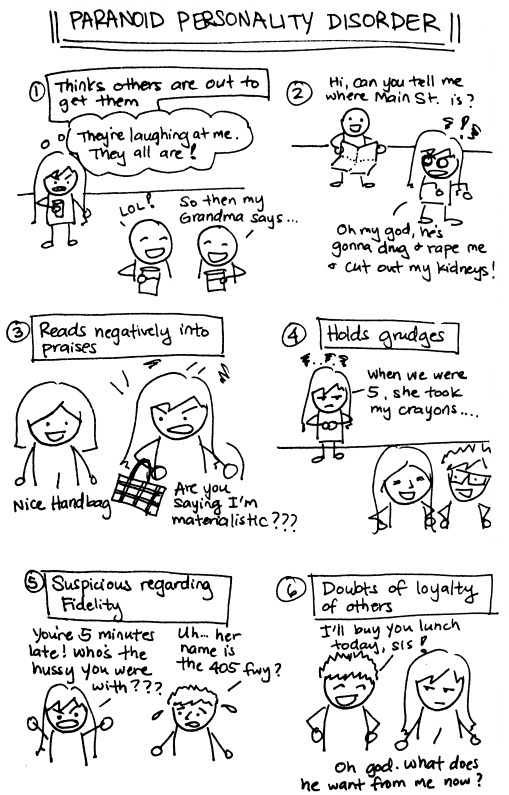 PARANOID PERSONALITY DISORDER
1
Thinks others are out to
get them
They're laughing at me.
They all are!
LOL!
So then my
Grandma says...
2
Hi, can you tell me
where Main St. is?
Oh my god, he's
gonna drug & rape me
& cut out my kidneys!
3
Reads negatively into
praises
Nice Handbag
Are you
saying I'm
materialistic???
4
Holds grudges
When we were
5, she took
my crayons....
5
Suspicious regarding
Fidelity
You're 5 minutes
late! Who's the
hussy you were
with???
Uh... her
name is
the 405 fwy?
6
Doubts of loyalty
of others
I'll buy you lunch
today, sis!
Oh god. what does
he want from me now?